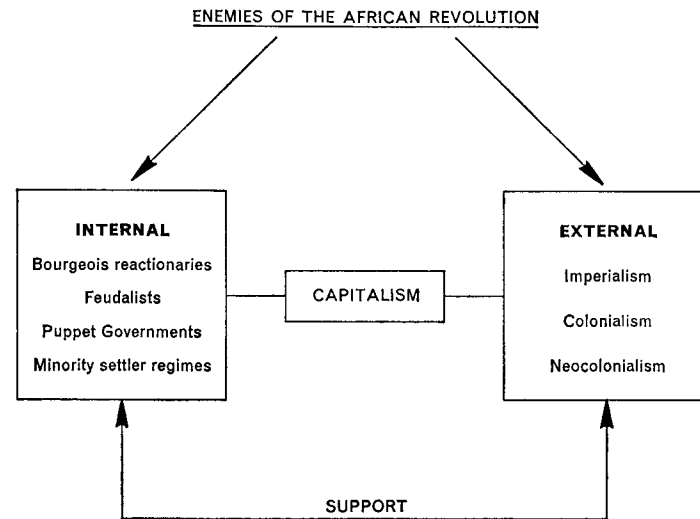 ENEMIES OF THE AFRICAN REVOLUTION
INTERNAL
Bourgeois reactionaries
Feudalists
Puppet Governments
Minority settler regimes
CAPITALISM
EXTERNAL
Imperialism
Colonialism
Neocolonialism
SUPPORT